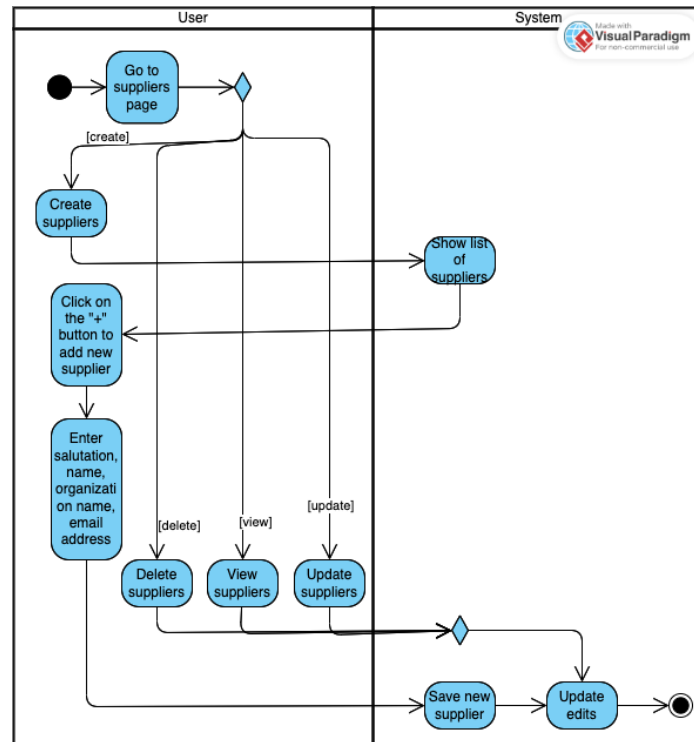 User
System
Made with
Visual Paradigm
For non-commercial use
Go to
suppliers
page
[create]
Create
suppliers
Show list
of
suppliers
Click on
the "+"
button to
add new
supplier
Enter
salutation,
name,
organizati
on name,
email
address
[delete]
[view]
[update]
Delete
suppliers
View
suppliers
Update
suppliers
Save new
supplier
Update
edits